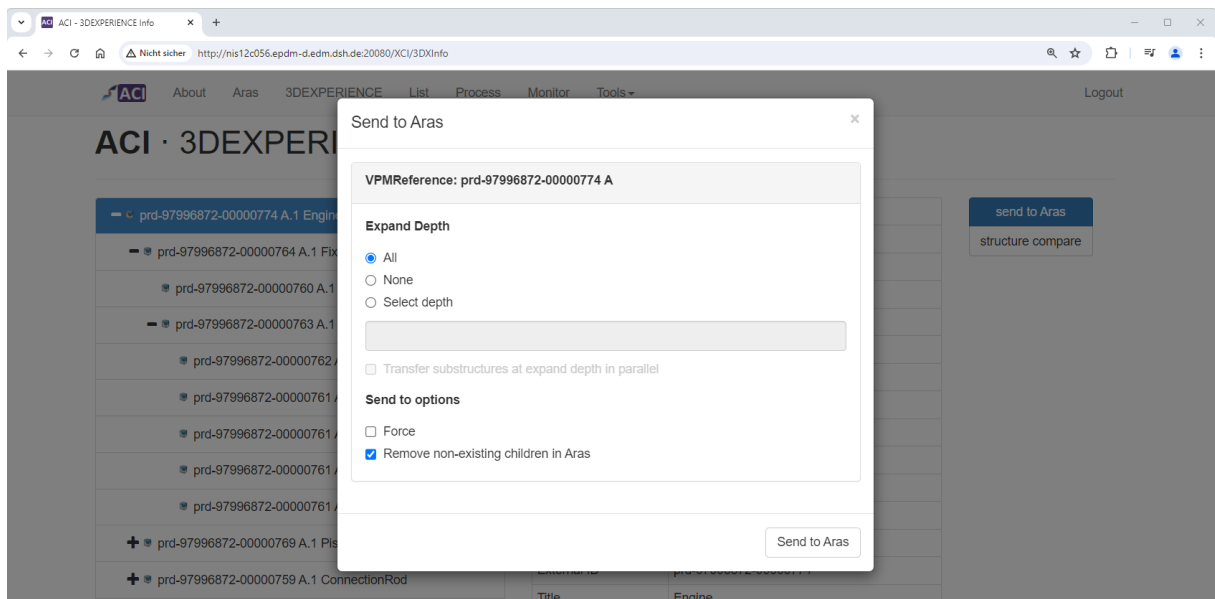 ACI - 3DEXPERIENCE Info
Nicht sicher http://nis12c056.epdm-d.edm.dsh.de:20080/XCI/3DXInfo
ACI About Aras 3DEXPERIENCE List Process Monitor Tools Logout
Send to Aras ×
ACI · 3DEXPERI
VPMReference: prd-97996872-00000774 A
prd-97996872-00000774 A.1 Engine
send to Aras
Expand Depth
structure compare
prd-97996872-00000764 A.1 Fix
All
None
prd-97996872-00000760 A.1
Select depth
prd-97996872-00000763 A.1
prd-97996872-00000762
Transfer substructures at expand depth in parallel
prd-97996872-00000761
Send to options
Force
prd-97996872-00000761
Remove non-existing children in Aras
prd-97996872-00000761
prd-97996872-00000761
prd-97996872-00000769 A.1 Pis
Send to Aras
prd-97996872-00000759 A.1 ConnectionRod
Title Engine